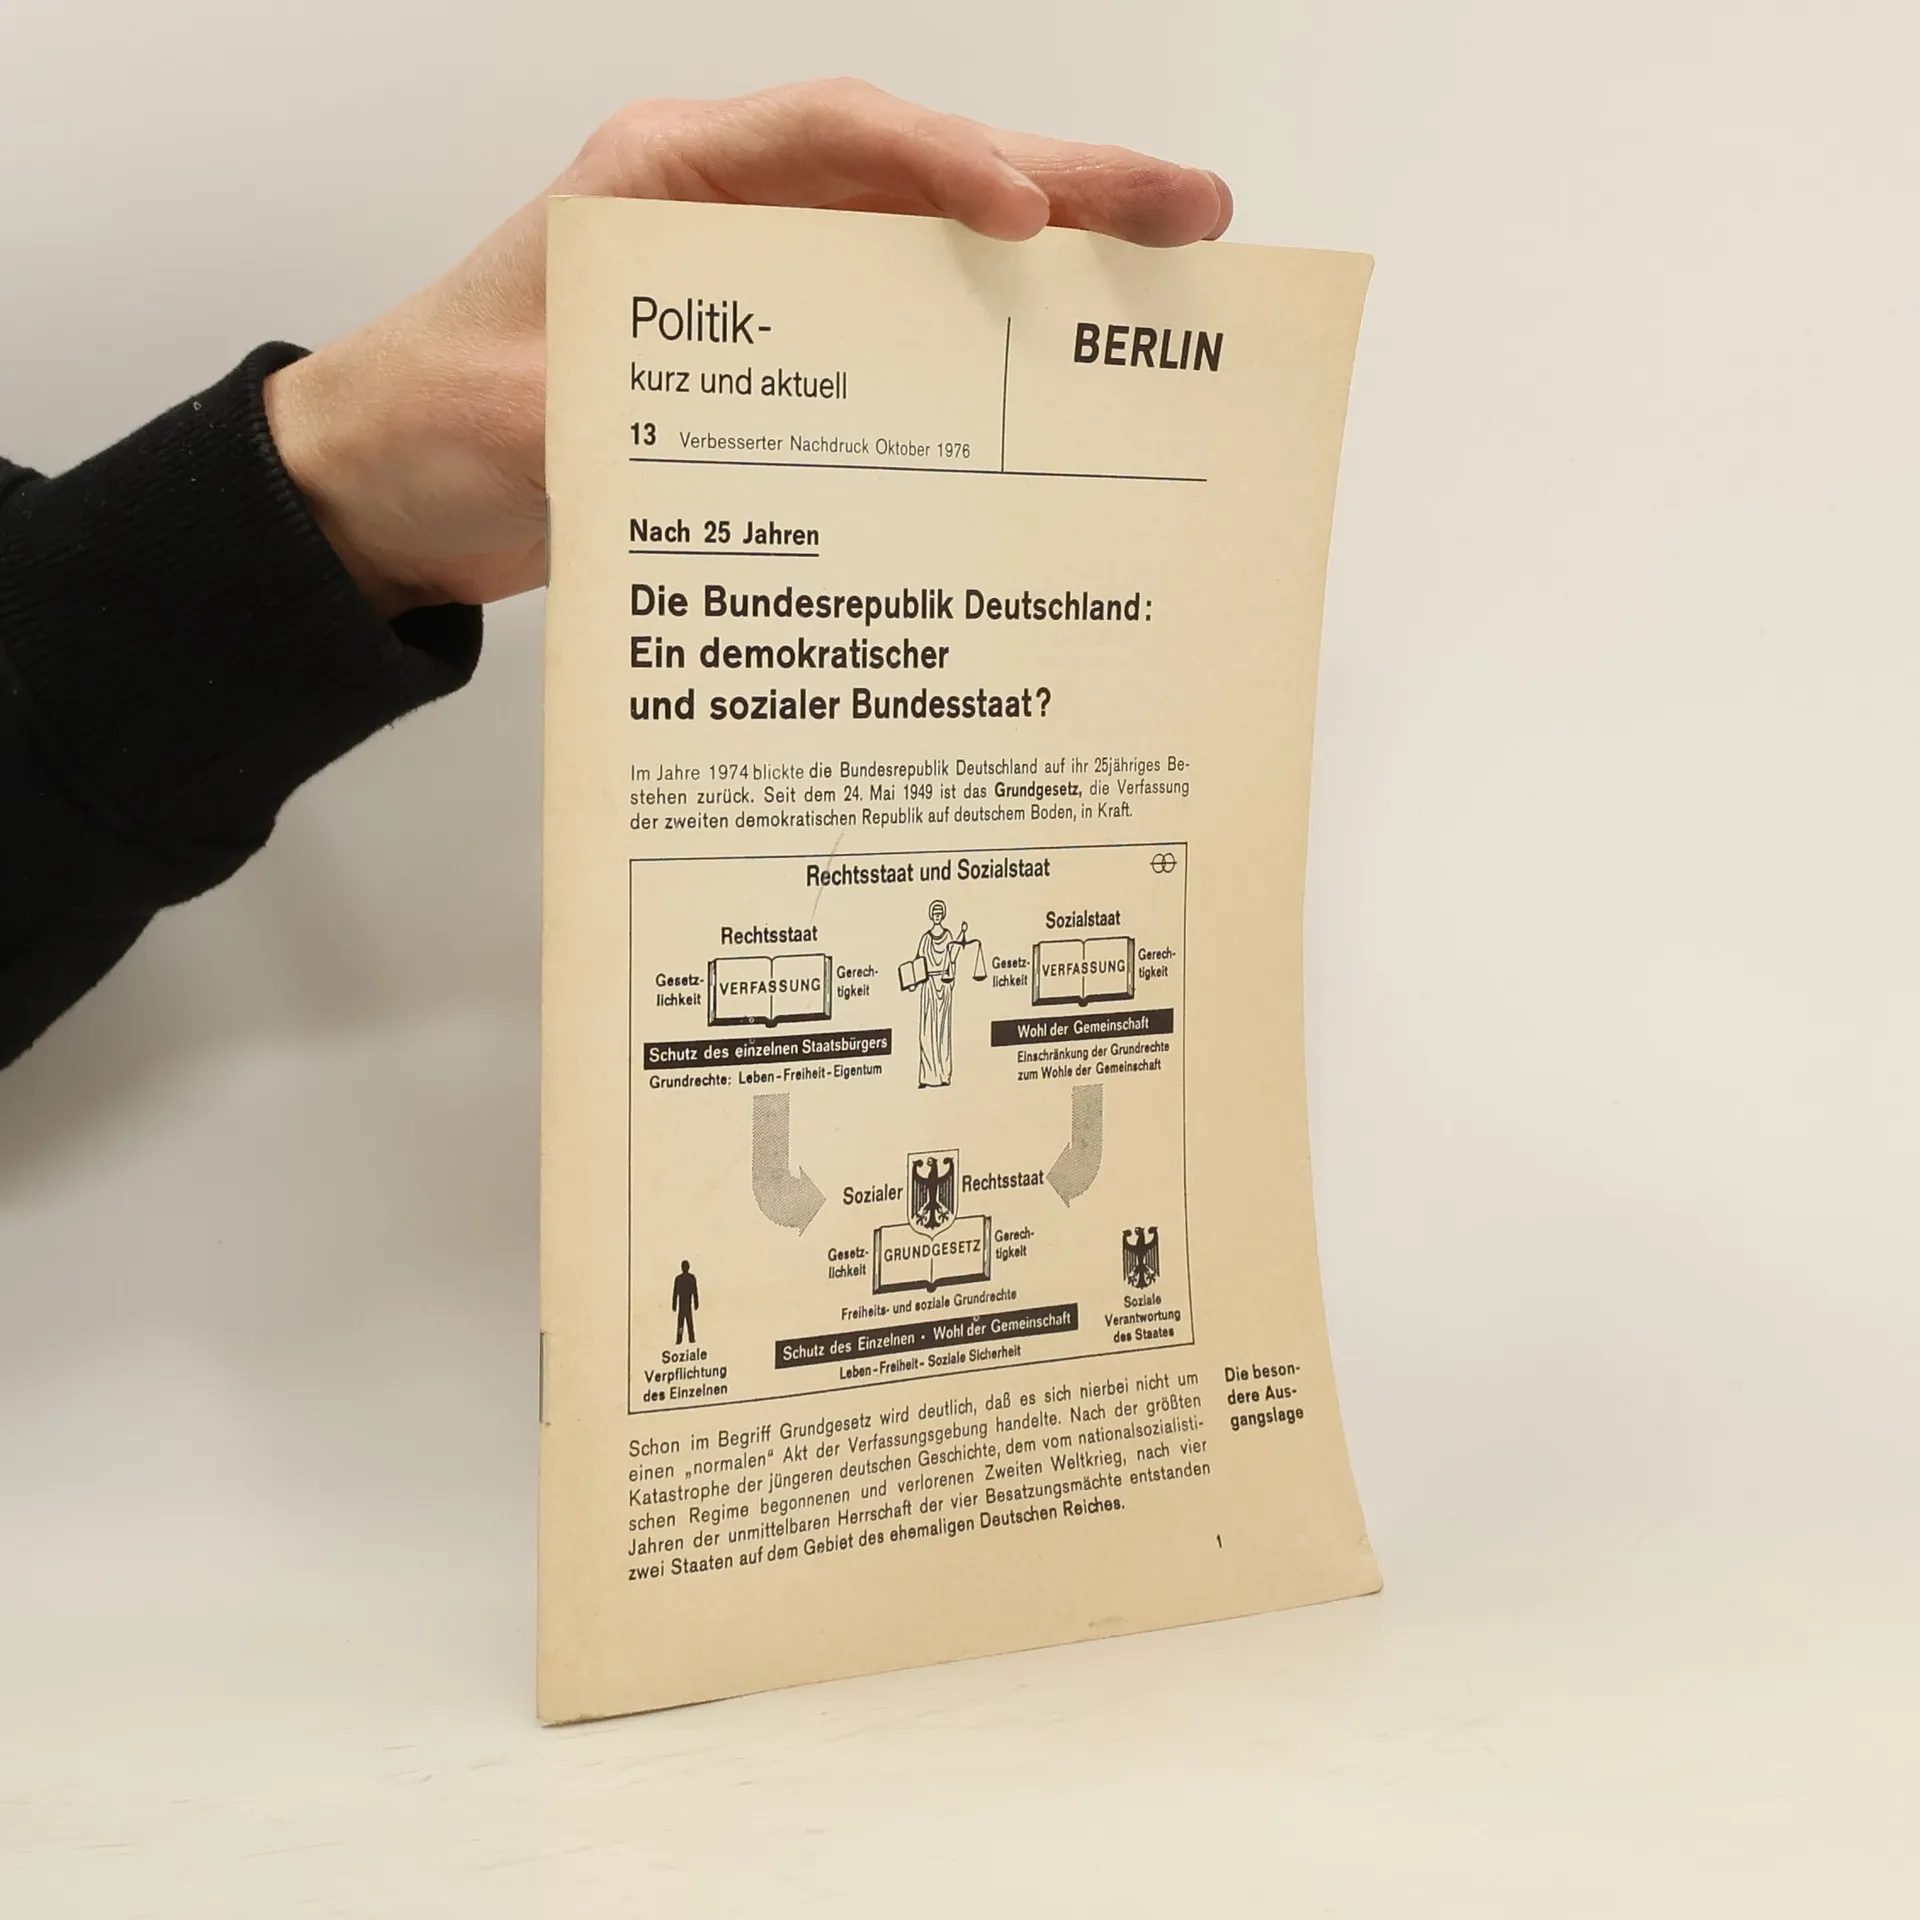 Politik-
kurz und aktuell
13 Verbesserter Nachdruck Oktober 1976
BERLIN
Nach 25 Jahren
Die Bundesrepublik Deutschland:
Ein demokratischer
und sozialer Bundesstaat?
Im Jahre 1974 blickte die Bundesrepublik Deutschland auf ihr 25jähriges Be-
stehen zurück. Seit dem 24. Mai 1949 ist das Grundgesetz, die Verfassung
der zweiten demokratischen Republik auf deutschem Boden, in Kraft.
Rechtsstaat und Sozialstaat
Rechtsstaat
Gesetz-
lichkeit
VERFASSUNG
Gerech-
tigkeit
Schutz des einzelnen Staatsbürgers
Grundrechte: Leben-Freiheit-Eigentum
Sozialstaat
Gesetz-
lichkeit
VERFASSUNG
Gerech-
tigkeit
Wohl der Gemeinschaft
Einschränkung der Grundrechte
zum Wohle der Gemeinschaft
Sozialer Rechtsstaat
Gesetz-
lichkeit
GRUNDGESETZ
Gerech-
tigkeit
Freiheits- und soziale Grundrechte
Schutz des Einzelnen · Wohl der Gemeinschaft
Leben-Freiheit-Soziale Sicherheit
Soziale
Verpflichtung
des Einzelnen
Soziale
Verantwortung
des Staates
Schon im Begriff Grundgesetz wird deutlich, daß es sich hierbei nicht um
einen „normalen“ Akt der Verfassungsgebung handelte. Nach der größten
Katastrophe der jüngeren deutschen Geschichte, dem vom nationalsozialisti-
schen Regime begonnenen und verlorenen Zweiten Weltkrieg, nach vier
Jahren der unmittelbaren Herrschaft der vier Besatzungsmächte entstanden
zwei Staaten auf dem Gebiet des ehemaligen Deutschen Reiches.
Die beson-
dere Aus-
gangslage
1